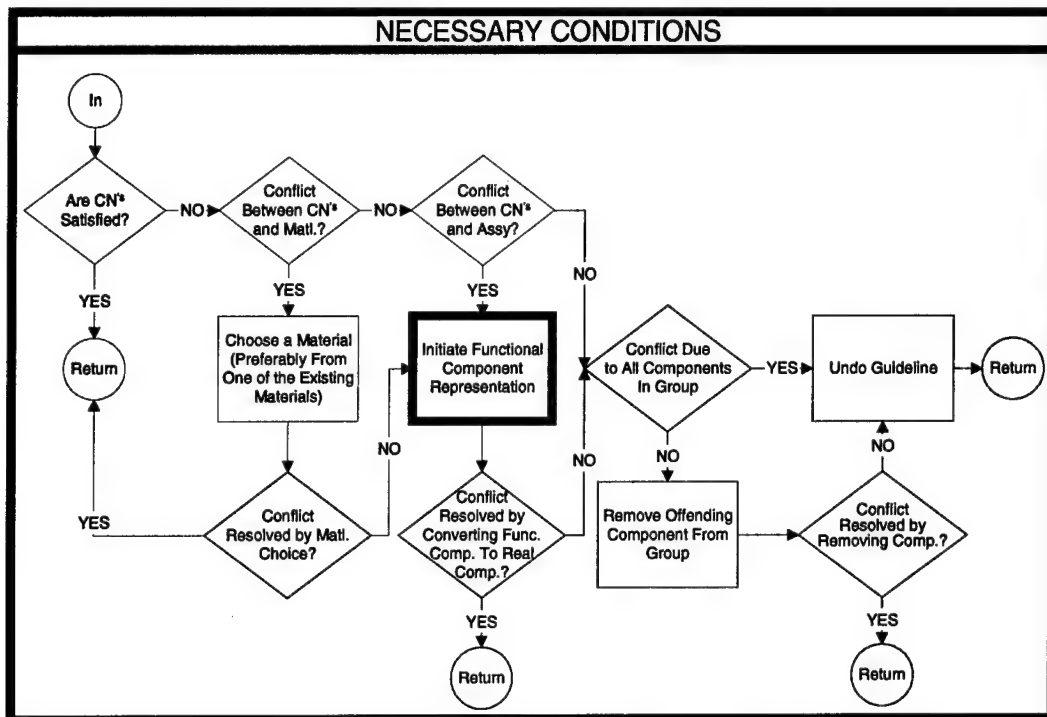 NECESSARY CONDITIONS
In
Are CN's
Satisfied?
NO
Conflict
Between CN's
and Matl.?
NO
Conflict
Between CN's
and Assy?
NO
YES
YES
YES
Return
Choose a Material
(Preferably From
One of the Existing
Materials)
Initiate Functional
Component
Representation
Conflict Due
to All Components
In Group
YES
Undo Guideline
Return
NO
NO
NO
NO
YES
Conflict
Resolved by Matl.
Choice?
Conflict
Resolved by
Converting Func.
Comp. To Real
Comp.?
Remove Offending
Component From
Group
Conflict
Resolved by
Removing Comp.?
YES
YES
Return
Return